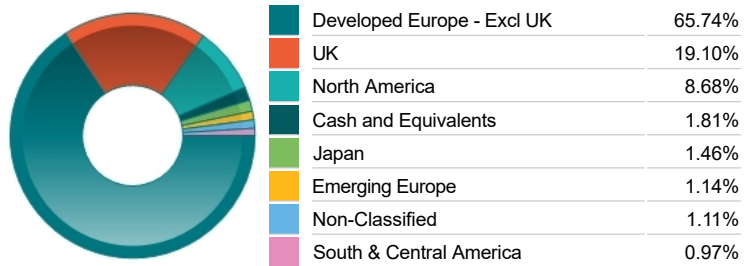 Developed Europe - Excl UK 65.74%
UK 19.10%
North America 8.68%
Cash and Equivalents 1.81%
Japan 1.46%
Emerging Europe 1.14%
Non-Classified 1.11%
South & Central America 0.97%